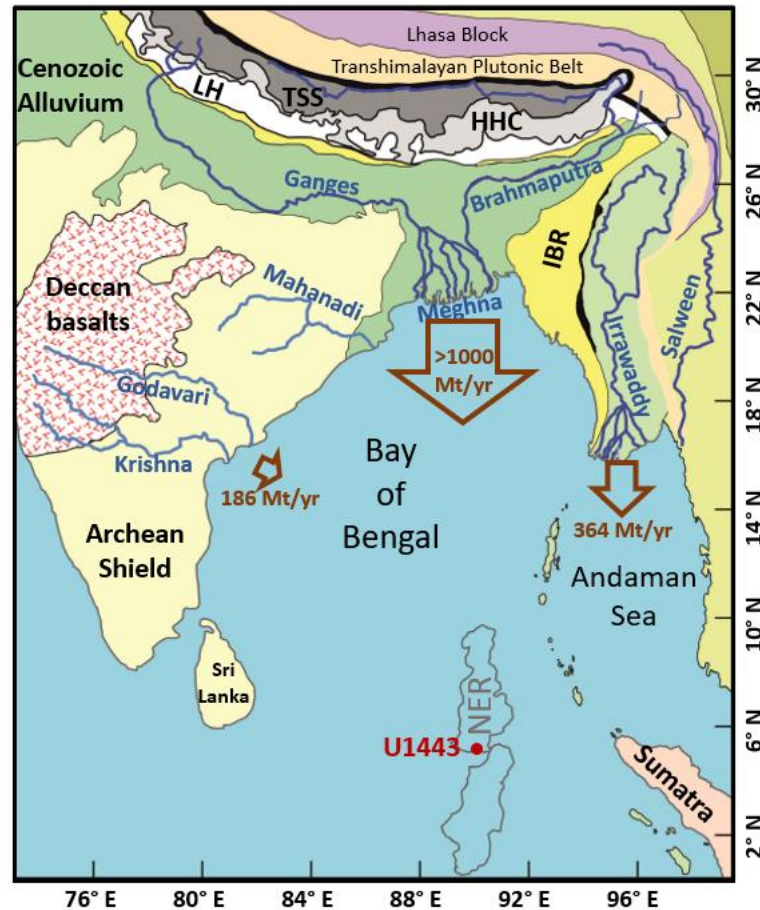 Lhasa Block
Transhimalayan Plutonic Belt
Cenozoic
Alluvium
LH
TSS
HHC
Ganges
Brahmaputra
IBR
Deccan
basalts
Mahanadi
Meghna
Irrawaddy
Salween
Godavari
Krishna
>1000
Mt/yr
186 Mt/yr
364 Mt/yr
Bay
of
Bengal
Archean
Shield
Andaman
Sea
Sri
Lanka
NER
U1443
Sumatra
30° N
26° N
22° N
18° N
14° N
10° N
6° N
2° N
76° E
80° E
84° E
88° E
92° E
96° E